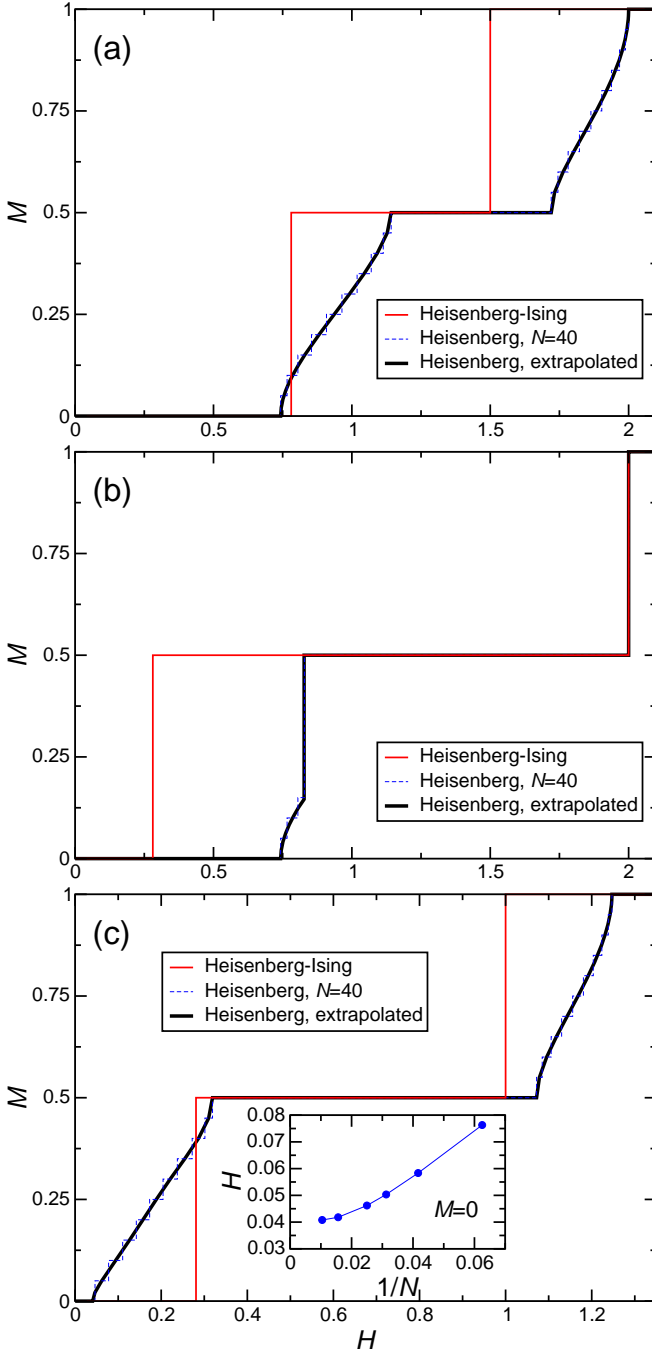 1
(a)
0.75
M
0.5
0.25
Heisenberg-Ising
Heisenberg, N=40
Heisenberg, extrapolated
0
0 0.5 1 1.5 2
1
(b)
0.75
M
0.5
0.25
Heisenberg-Ising
Heisenberg, N=40
Heisenberg, extrapolated
0
0 0.5 1 1.5 2
1
(c)
Heisenberg-Ising
Heisenberg, N=40
Heisenberg, extrapolated
0.75
M
0.5
0.25
0.08
0.07
0.06
0.05
0.04
0.03
H
M=0
0 0.02 0.04 0.06
1/N
0
0 0.2 0.4 0.6 0.8 1 1.2
H